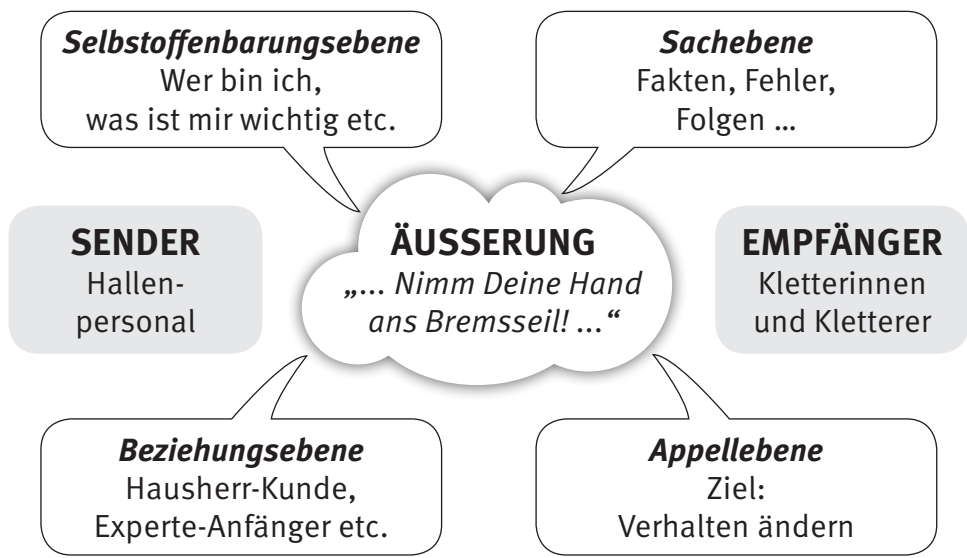 Selbstoffenbarungsebene
Wer bin ich,
was ist mir wichtig etc.
Sachebene
Fakten, Fehler,
Folgen ...
SENDER
Hallen-
personal
ÄUSSERUNG
„... Nimm Deine Hand
ans Bremsseil! ...“
EMPFÄNGER
Kletterinnen
und Kletterer
Beziehungsebene
Hausherr-Kunde,
Experte-Anfänger etc.
Appellebene
Ziel:
Verhalten ändern